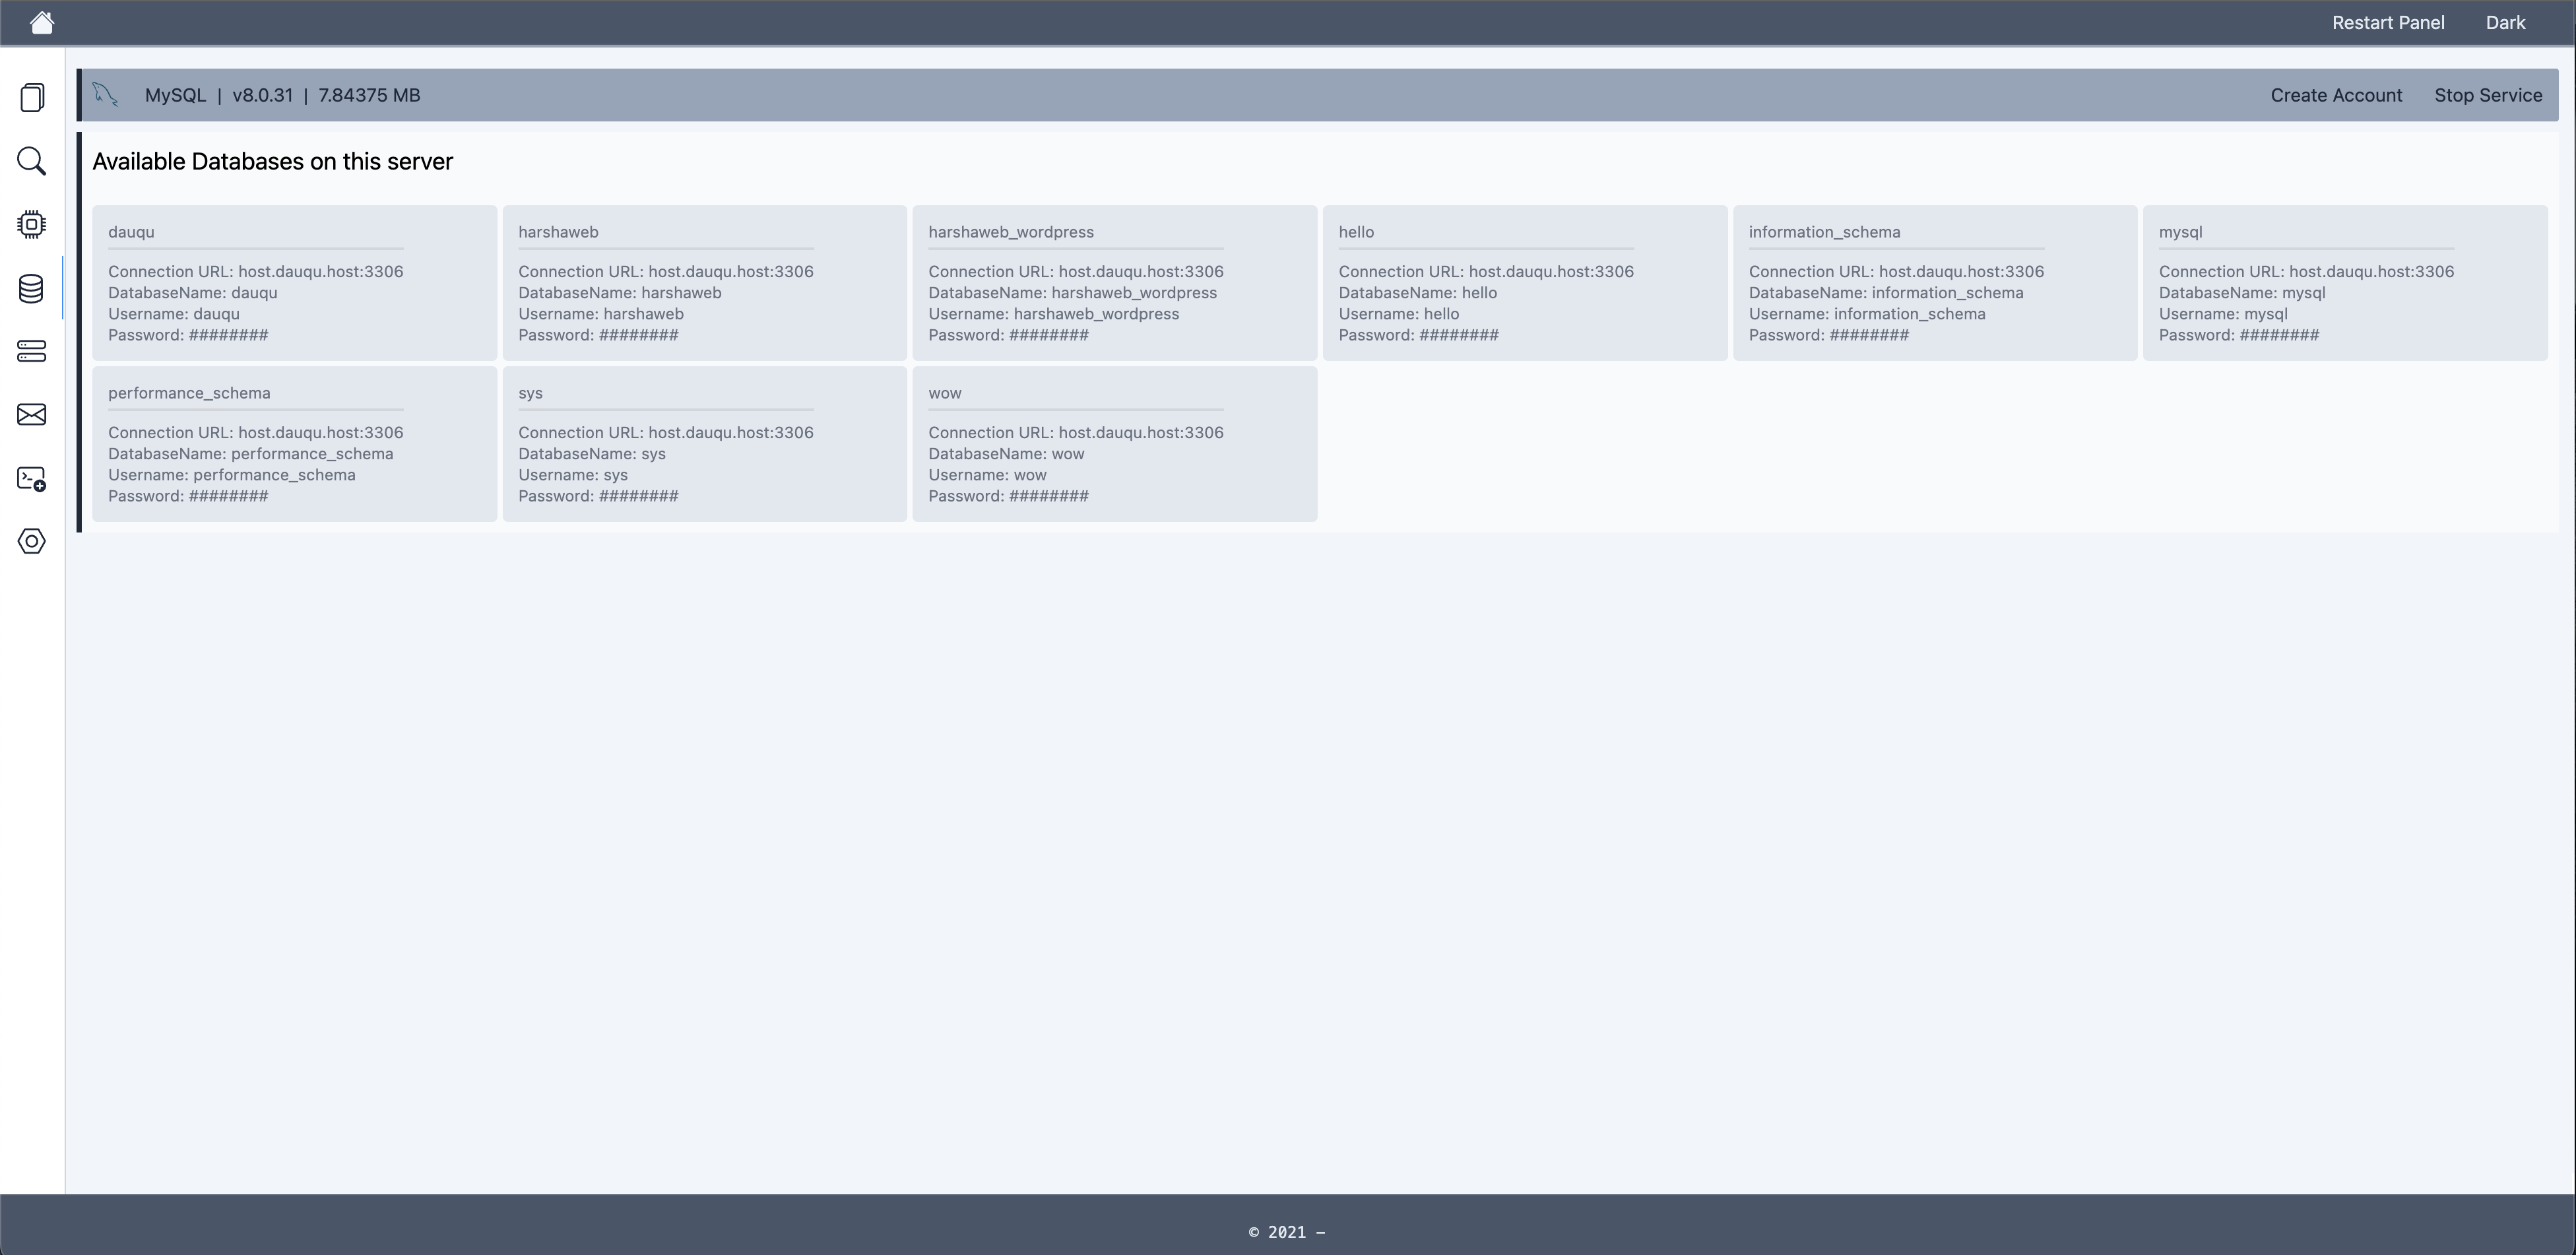 Restart Panel Dark
MySQL | v8.0.31 | 7.84375 MB Create Account Stop Service
Available Databases on this server
dauqu
Connection URL: host.dauqu.host:3306
DatabaseName: dauqu
Username: dauqu
Password: ########
harshaweb
Connection URL: host.dauqu.host:3306
DatabaseName: harshaweb
Username: harshaweb
Password: ########
harshaweb_wordpress
Connection URL: host.dauqu.host:3306
DatabaseName: harshaweb_wordpress
Username: harshaweb_wordpress
Password: ########
hello
Connection URL: host.dauqu.host:3306
DatabaseName: hello
Username: hello
Password: ########
information_schema
Connection URL: host.dauqu.host:3306
DatabaseName: information_schema
Username: information_schema
Password: ########
mysql
Connection URL: host.dauqu.host:3306
DatabaseName: mysql
Username: mysql
Password: ########
performance_schema
Connection URL: host.dauqu.host:3306
DatabaseName: performance_schema
Username: performance_schema
Password: ########
sys
Connection URL: host.dauqu.host:3306
DatabaseName: sys
Username: sys
Password: ########
wow
Connection URL: host.dauqu.host:3306
DatabaseName: wow
Username: wow
Password: ########
© 2021 —